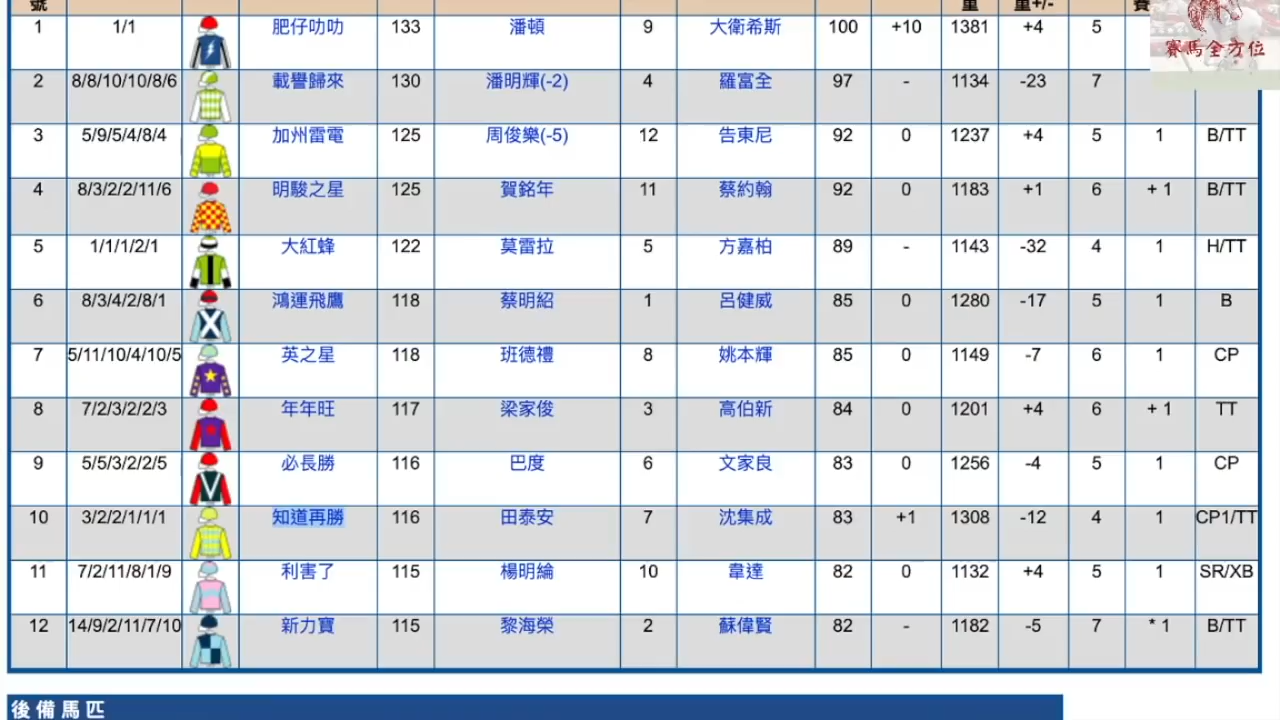 號 重 重+/- 賽
1 1/1 肥仔叻叻 133 潘頓 9 大衛希斯 100 +10 1381 +4 5
賽馬全方位
2 8/8/10/10/8/6 載譽歸來 130 潘明輝(-2) 4 羅富全 97 - 1134 -23 7
3 5/9/5/4/8/4 加州雷電 125 周俊樂(-5) 12 告東尼 92 0 1237 +4 5 1 B/TT
4 8/3/2/2/11/6 明駿之星 125 賀銘年 11 蔡約翰 92 0 1183 +1 6 + 1 B/TT
5 1/1/1/2/1 大紅蜂 122 莫雷拉 5 方嘉柏 89 - 1143 -32 4 1 H/TT
6 8/3/4/2/8/1 鴻運飛鷹 118 蔡明紹 1 呂健威 85 0 1280 -17 5 1 B
7 5/11/10/4/10/5 英之星 118 班德禮 8 姚本輝 85 0 1149 -7 6 1 CP
8 7/2/3/2/2/3 年年旺 117 梁家俊 3 高伯新 84 0 1201 +4 6 + 1 TT
9 5/5/3/2/2/5 必長勝 116 巴度 6 文家良 83 0 1256 -4 5 1 CP
10 3/2/2/1/1/1 知道再勝 116 田泰安 7 沈集成 83 +1 1308 -12 4 1 CP1/TT
11 7/2/11/8/1/9 利害了 115 楊明綸 10 韋達 82 0 1132 +4 5 1 SR/XB
12 14/9/2/11/7/10 新力寶 115 黎海榮 2 蘇偉賢 82 - 1182 -5 7 * 1 B/TT
後備馬匹